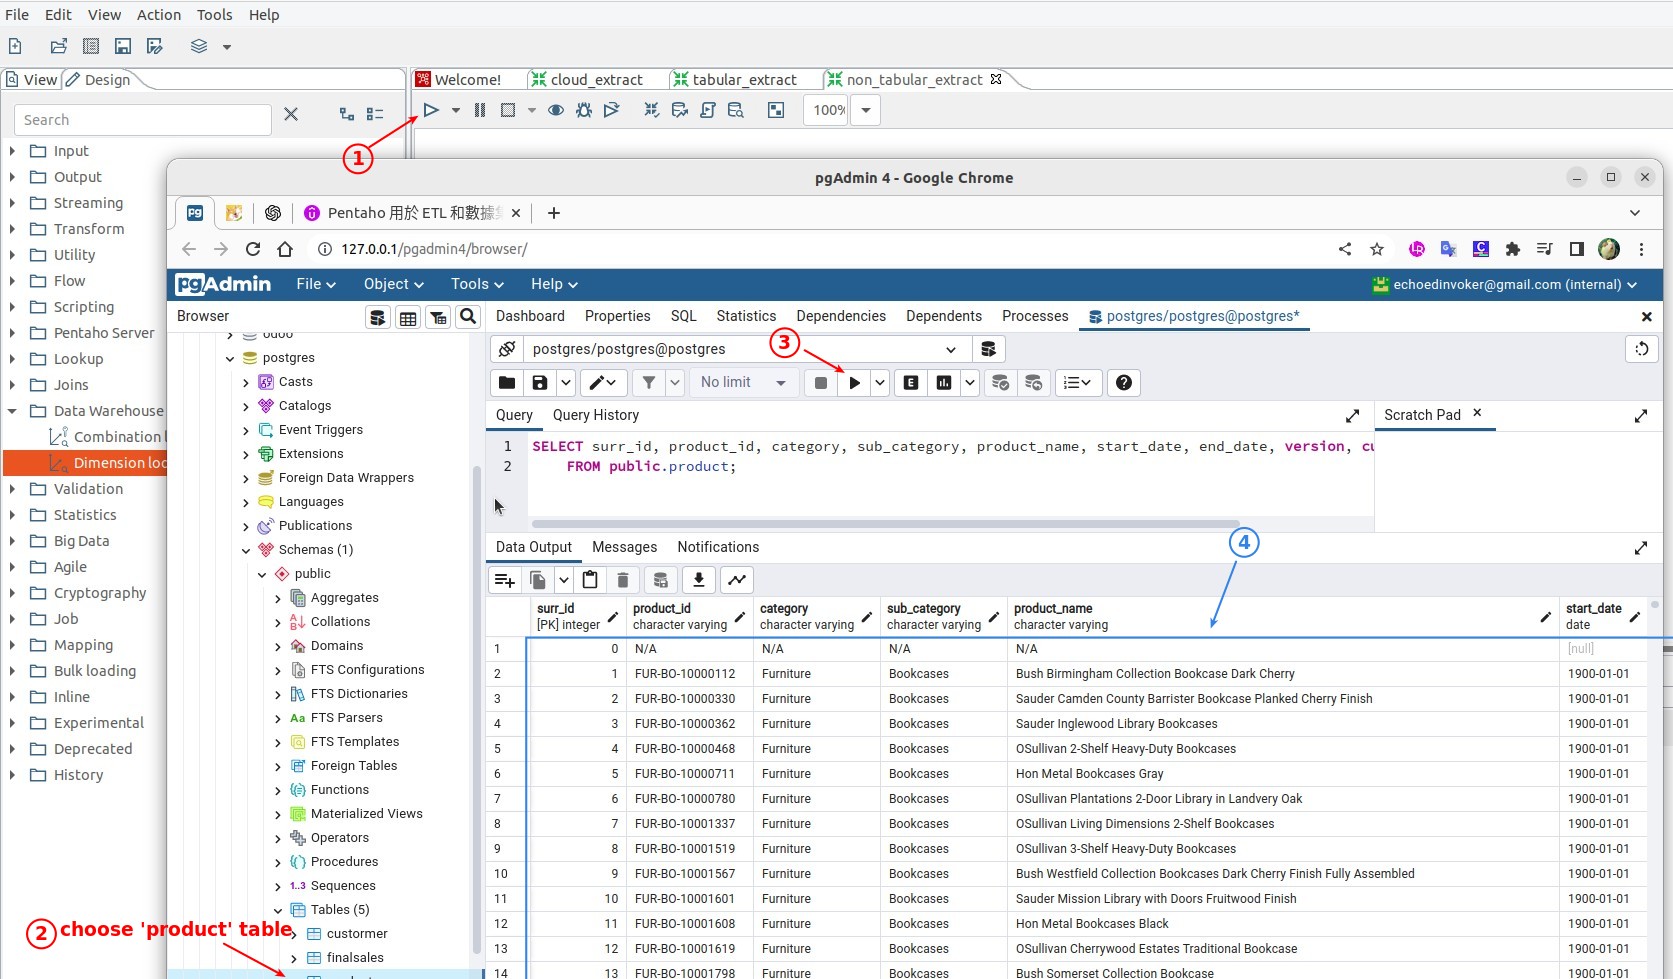 File Edit View Action Tools Help
View Design Welcome! cloud_extract tabular_extract non_tabular_extract
Search 100%
1
Input
Output
Streaming
Transform
Utility
Flow
Scripting
Pentaho Server
Lookup
Joins
Data Warehouse
Combination l
Dimension loo
Validation
Statistics
Big Data
Agile
Cryptography
Job
Mapping
Bulk loading
Inline
Experimental
Deprecated
History
pgAdmin 4 - Google Chrome
pg Pentaho 用於 ETL 和數據
127.0.0.1/pgadmin4/browser/
pgAdmin File Object Tools Help echoedinvoker@gmail.com (internal)
Browser
Dashboard Properties SQL Statistics Dependencies Dependents Processes postgres/postgres@postgres*
odoo
postgres
Casts
Catalogs
Event Triggers
Extensions
Foreign Data Wrappers
Languages
Publications
Schemas (1)
public
Aggregates
Collations
Domains
FTS Configurations
FTS Dictionaries
Aa FTS Parsers
FTS Templates
Foreign Tables
Functions
Materialized Views
Operators
Procedures
1..3 Sequences
Tables (5)
custormer
finalsales
2 choose 'product' table
postgres/postgres@postgres
3
No limit E
Query Query History Scratch Pad
1 SELECT surr_id, product_id, category, sub_category, product_name, start_date, end_date, version, cu
2 FROM public.product;
Data Output Messages Notifications
4
surr_id product_id category sub_category product_name start_date
[PK] integer character varying character varying character varying character varying date
1 0 N/A N/A N/A N/A [null]
2 1 FUR-BO-10000112 Furniture Bookcases Bush Birmingham Collection Bookcase Dark Cherry 1900-01-01
3 2 FUR-BO-10000330 Furniture Bookcases Sauder Camden County Barrister Bookcase Planked Cherry Finish 1900-01-01
4 3 FUR-BO-10000362 Furniture Bookcases Sauder Inglewood Library Bookcases 1900-01-01
5 4 FUR-BO-10000468 Furniture Bookcases OSullivan 2-Shelf Heavy-Duty Bookcases 1900-01-01
6 5 FUR-BO-10000711 Furniture Bookcases Hon Metal Bookcases Gray 1900-01-01
7 6 FUR-BO-10000780 Furniture Bookcases OSullivan Plantations 2-Door Library in Landvery Oak 1900-01-01
8 7 FUR-BO-10001337 Furniture Bookcases OSullivan Living Dimensions 2-Shelf Bookcases 1900-01-01
9 8 FUR-BO-10001519 Furniture Bookcases OSullivan 3-Shelf Heavy-Duty Bookcases 1900-01-01
10 9 FUR-BO-10001567 Furniture Bookcases Bush Westfield Collection Bookcases Dark Cherry Finish Fully Assembled 1900-01-01
11 10 FUR-BO-10001601 Furniture Bookcases Sauder Mission Library with Doors Fruitwood Finish 1900-01-01
12 11 FUR-BO-10001608 Furniture Bookcases Hon Metal Bookcases Black 1900-01-01
13 12 FUR-BO-10001619 Furniture Bookcases OSullivan Cherrywood Estates Traditional Bookcase 1900-01-01
14 13 FUR-BO-10001798 Furniture Bookcases Bush Somerset Collection Bookcase 1900-01-01